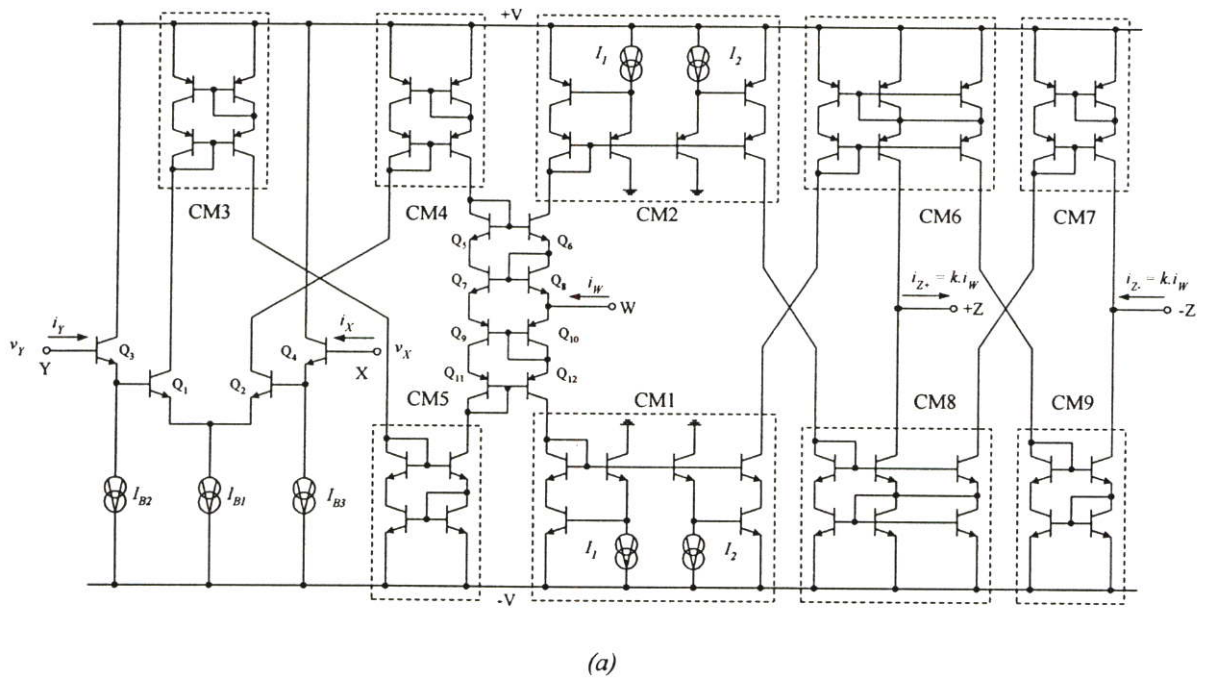 +V
I1
I2
CM3
CM4
CM2
CM6
CM7
Q5
Q6
Q7
Q8
iW
W
iZ+ = k.iW
+Z
iZ- = k.iW
-Z
iY
vY
Y
Q3
Q1
Q2
Q4
iX
X
vX
Q9
Q10
Q11
Q12
CM5
CM1
CM8
CM9
IB2
IB1
IB3
I1
I2
-V
(a)